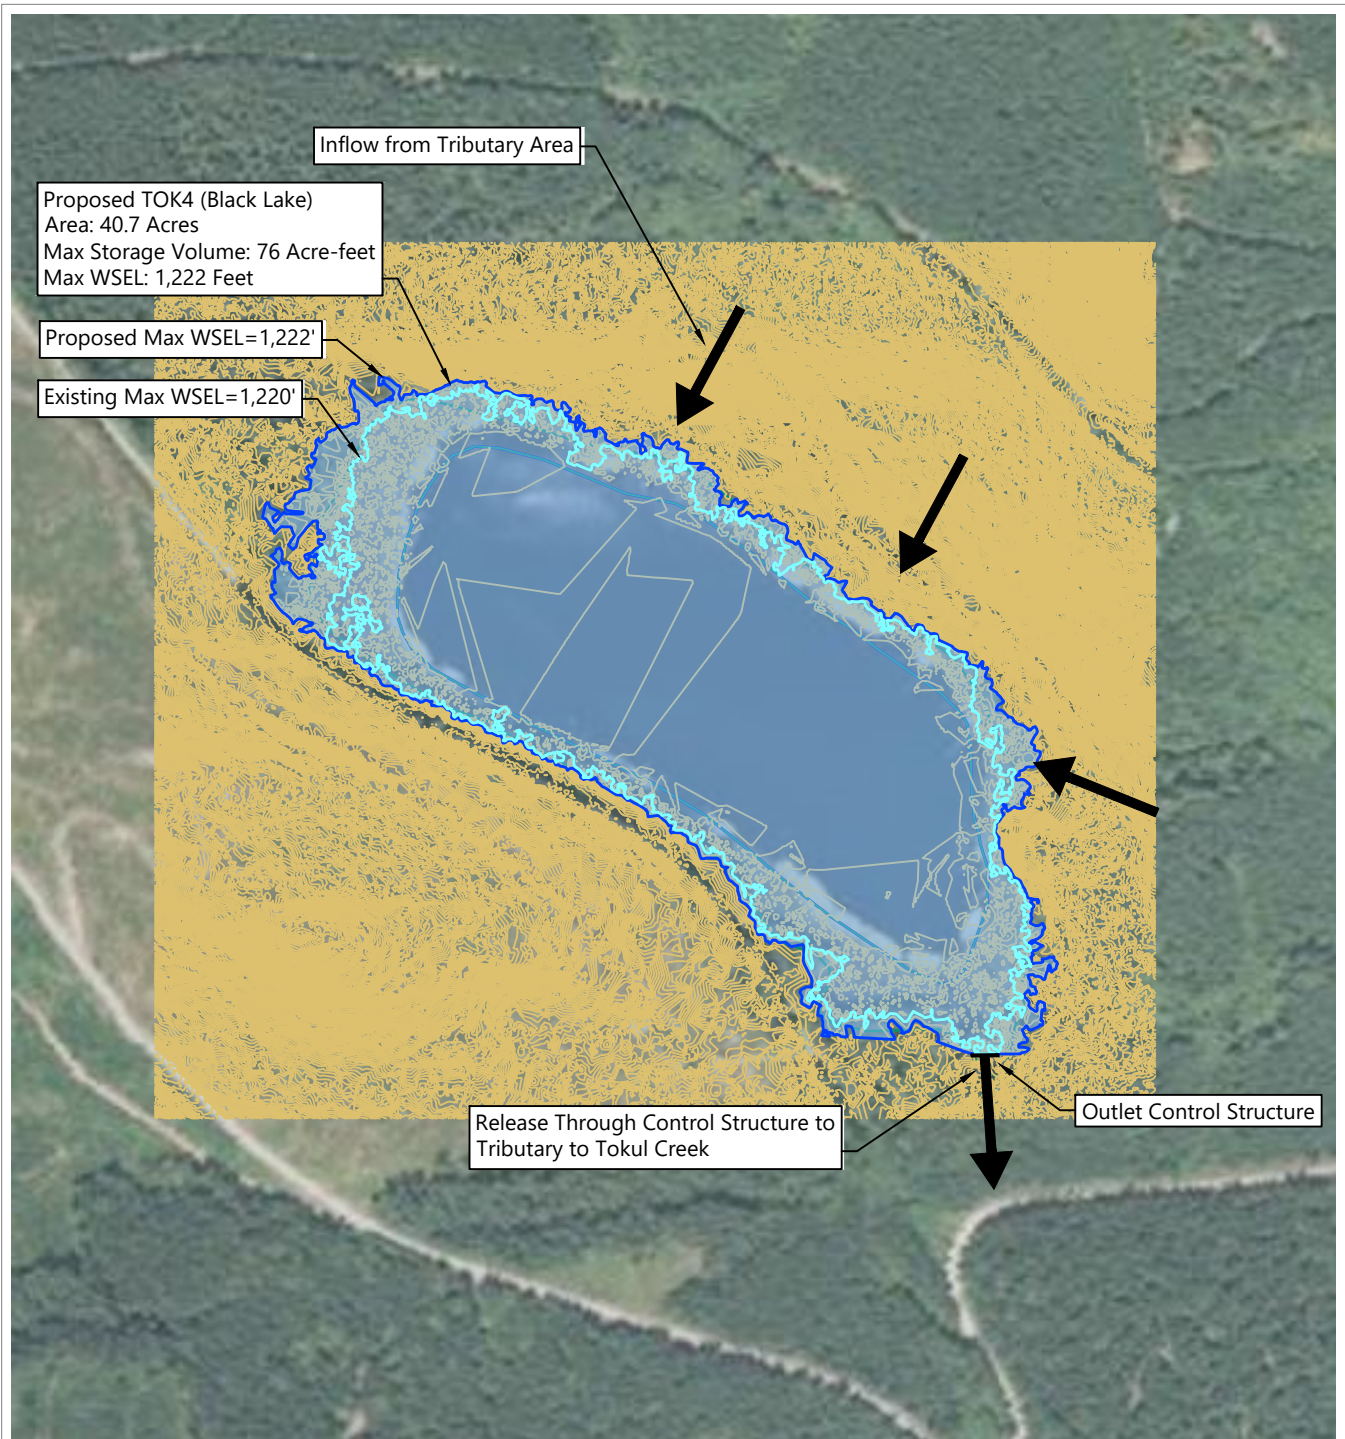 Inflow from Tributary Area
Proposed TOK4 (Black Lake)
Area: 40.7 Acres
Max Storage Volume: 76 Acre-feet
Max WSEL: 1,222 Feet
Proposed Max WSEL=1,222'
Existing Max WSEL=1,220'
Release Through Control Structure to
Tributary to Tokul Creek
Outlet Control Structure